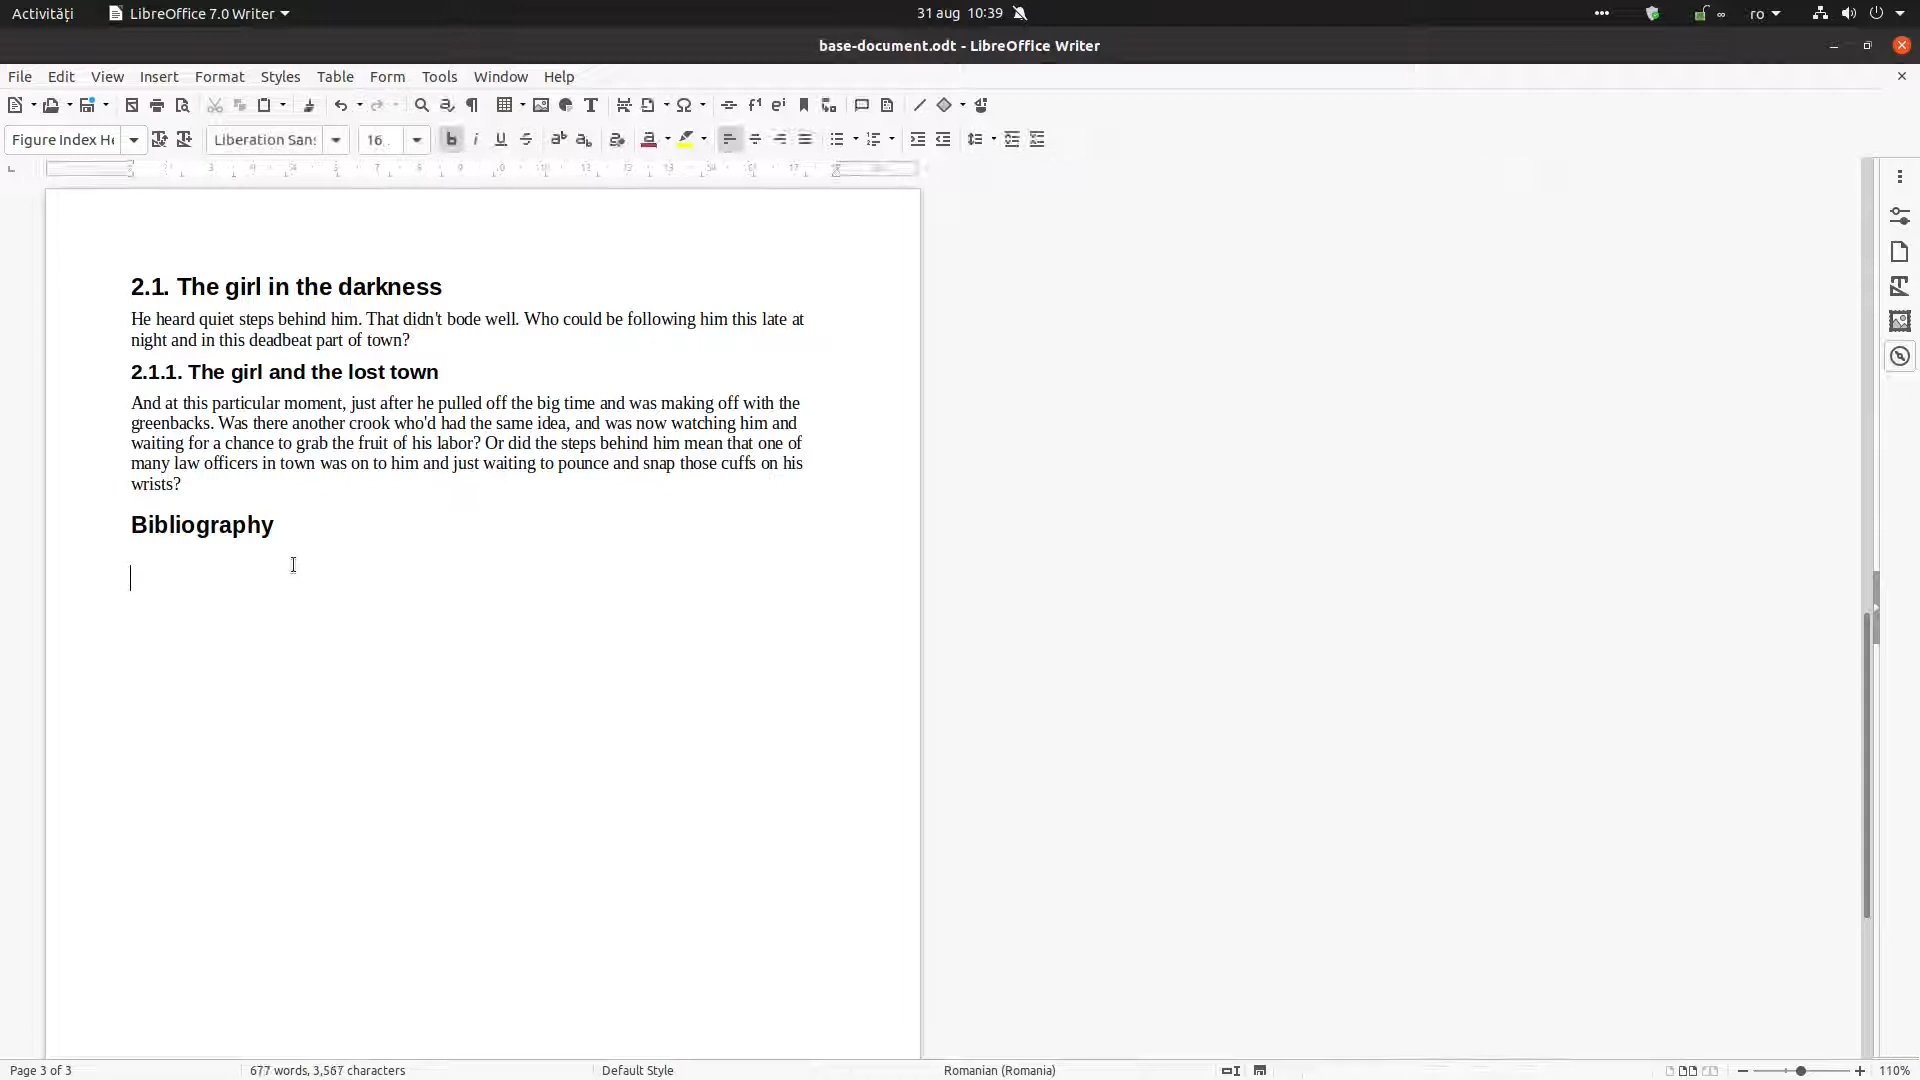 Activități
LibreOffice 7.0 Writer
31 aug 10:39
ro
base-document.odt - LibreOffice Writer
File Edit View Insert Format Styles Table Form Tools Window Help
Figure Index He
Liberation Sans
16
2.1. The girl in the darkness
He heard quiet steps behind him. That didn't bode well. Who could be following him this late at
night and in this deadbeat part of town?
2.1.1. The girl and the lost town
And at this particular moment, just after he pulled off the big time and was making off with the
greenbacks. Was there another crook who'd had the same idea, and was now watching him and
waiting for a chance to grab the fruit of his labor? Or did the steps behind him mean that one of
many law officers in town was on to him and just waiting to pounce and snap those cuffs on his
wrists?
Bibliography
Page 3 of 3
677 words, 3,567 characters
Default Style
Romanian (Romania)
110%